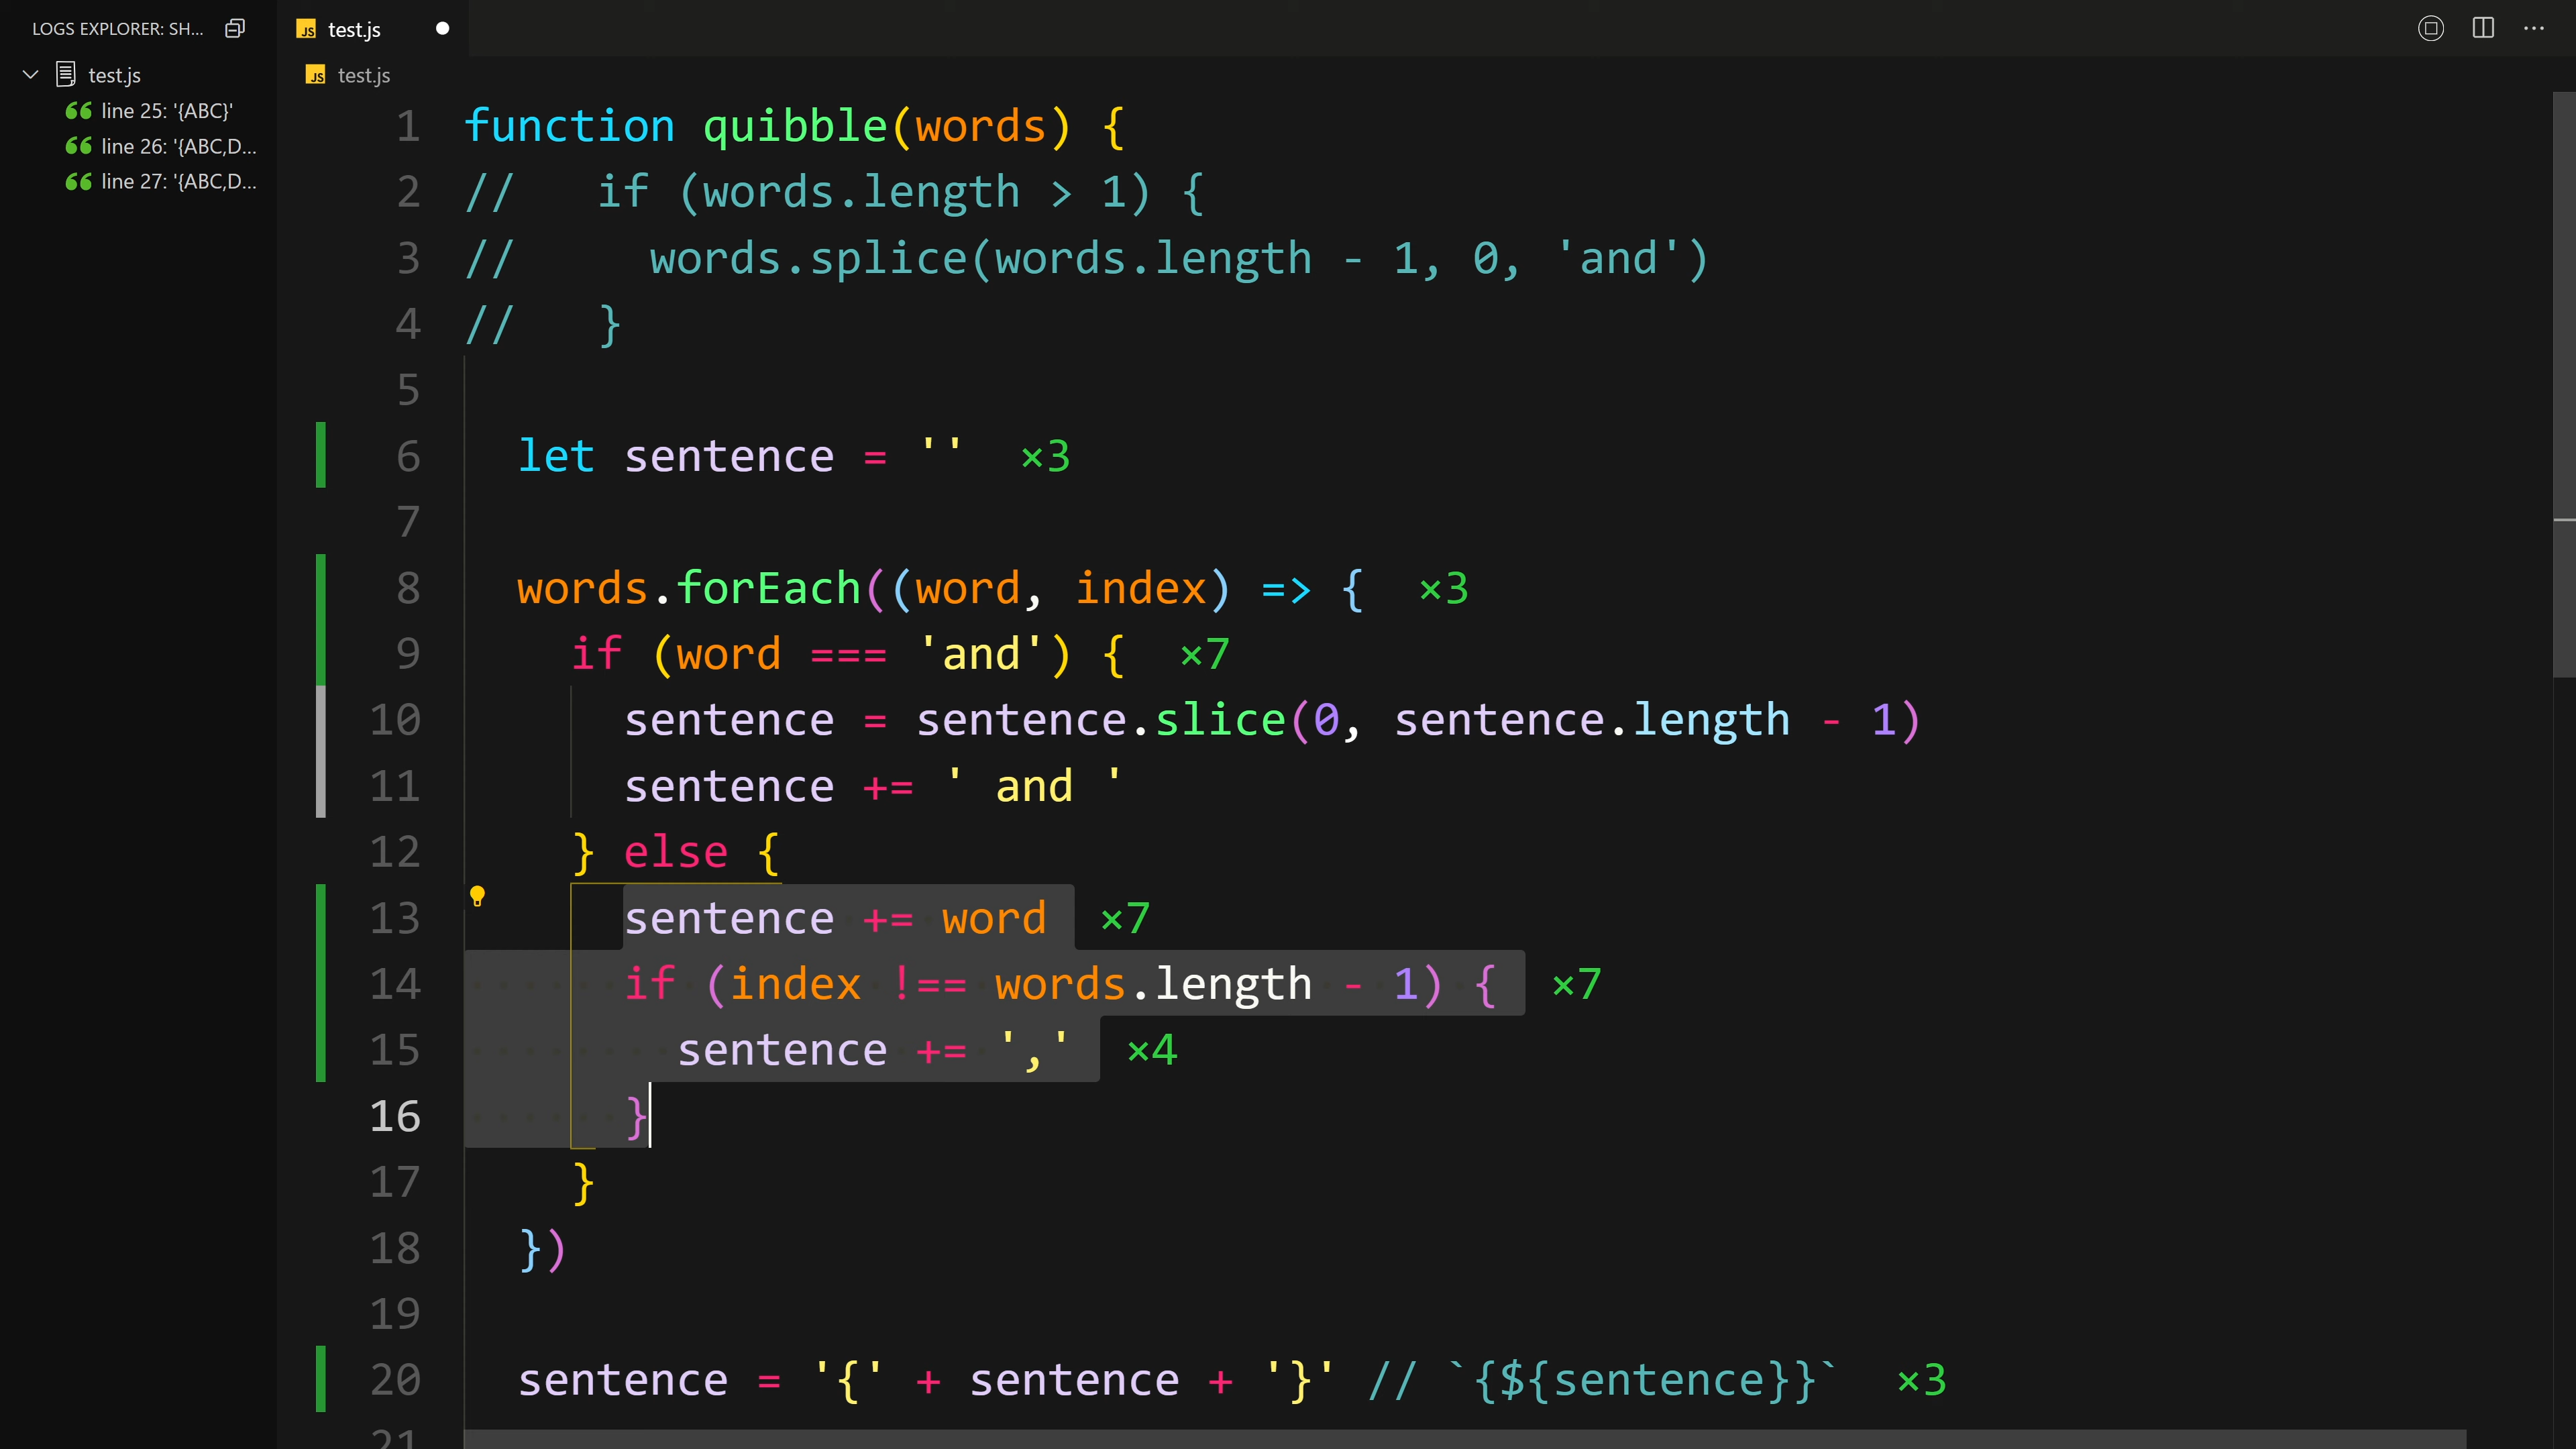 LOGS EXPLORER: SH...
test.js
line 25: '{ABC}'
line 26: '{ABC,D...
line 27: '{ABC,D...
JS test.js
JS test.js
1 function quibble(words) {
2 //   if (words.length > 1) {
3 //     words.splice(words.length - 1, 0, 'and')
4 //   }
5
6   let sentence = ''  ×3
7
8   words.forEach((word, index) => {  ×3
9     if (word === 'and') {  ×7
10       sentence = sentence.slice(0, sentence.length - 1)
11       sentence += ' and '
12     } else {
13       sentence += word  ×7
14       if (index !== words.length - 1) {  ×7
15         sentence += ','  ×4
16       }
17     }
18   })
19
20   sentence = '{' + sentence + '}' // `{${sentence}}`  ×3
21